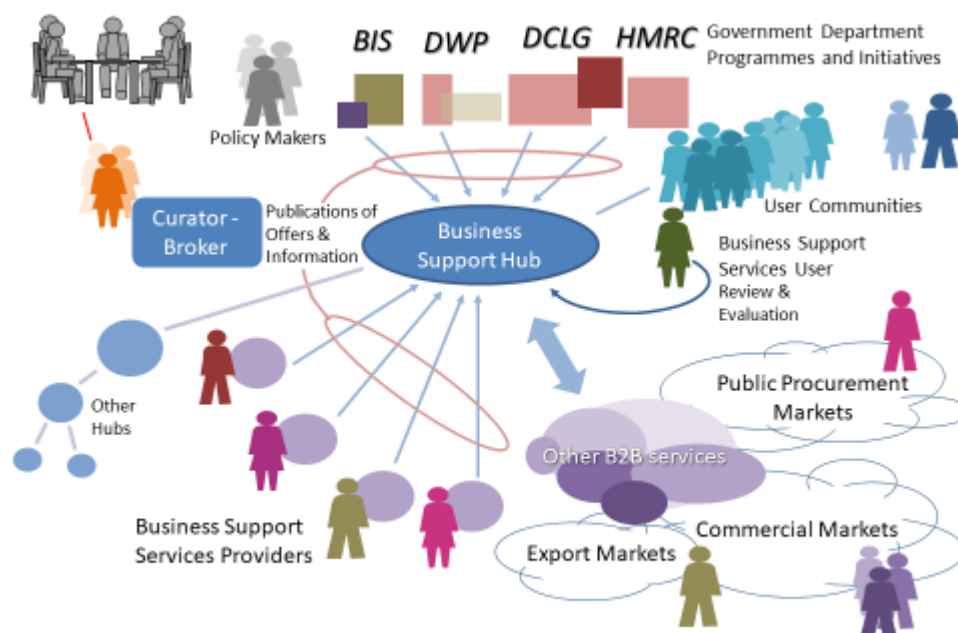 BIS DWP DCLG HMRC
Government Department
Programmes and Initiatives
Policy Makers
Curator -
Broker
Publications of
Offers &
Information
Business
Support Hub
User Communities
Business Support
Services User
Review &
Evaluation
Other
Hubs
Public Procurement
Markets
Other B2B services
Business Support
Services Providers
Commercial Markets
Export Markets